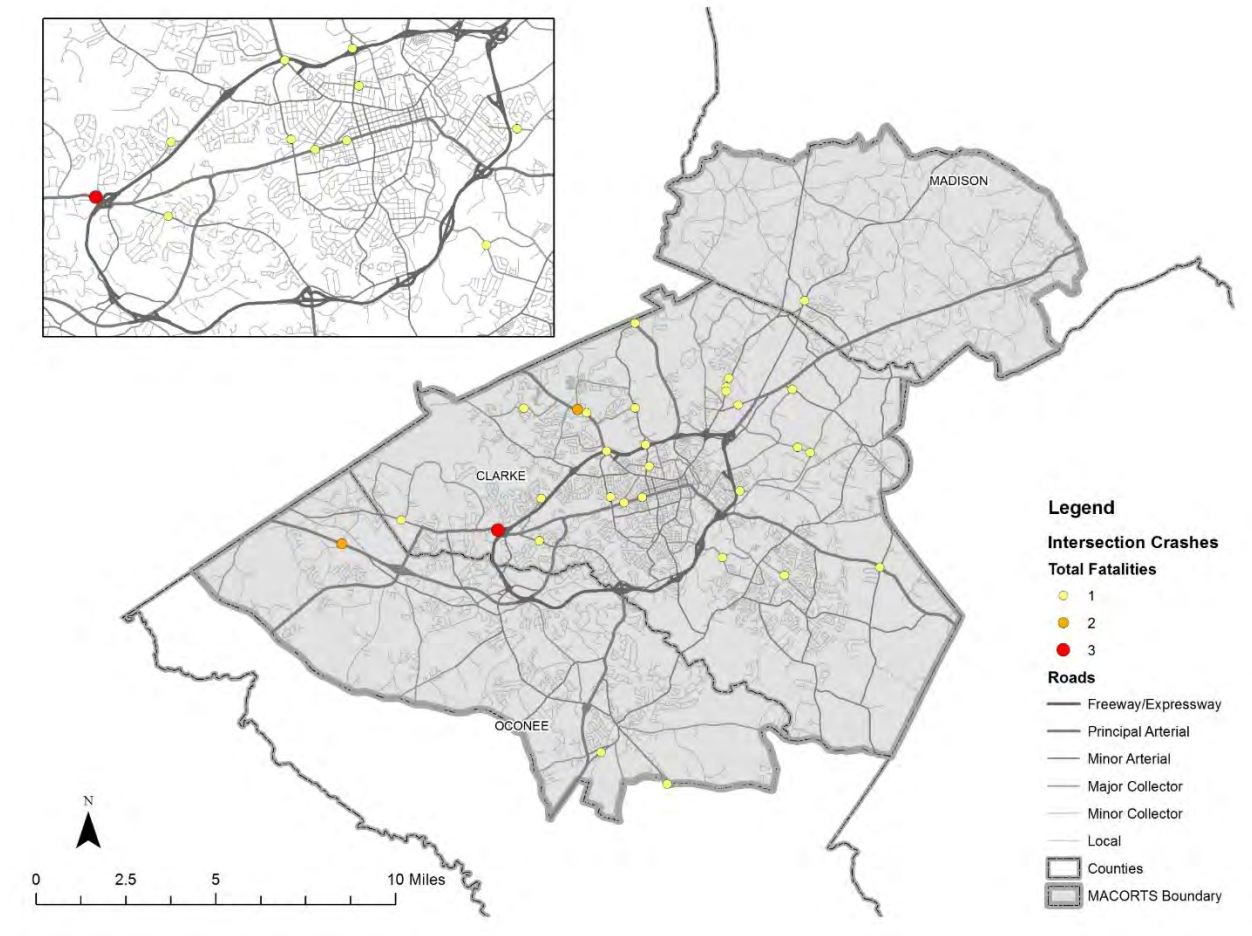 MADISON
CLARKE
OCONEE
Legend
Intersection Crashes
Total Fatalities
1
2
3
Roads
Freeway/Expressway
Principal Arterial
Minor Arterial
Major Collector
Minor Collector
Local
Counties
MACORTS Boundary
N
0 2.5 5 10 Miles